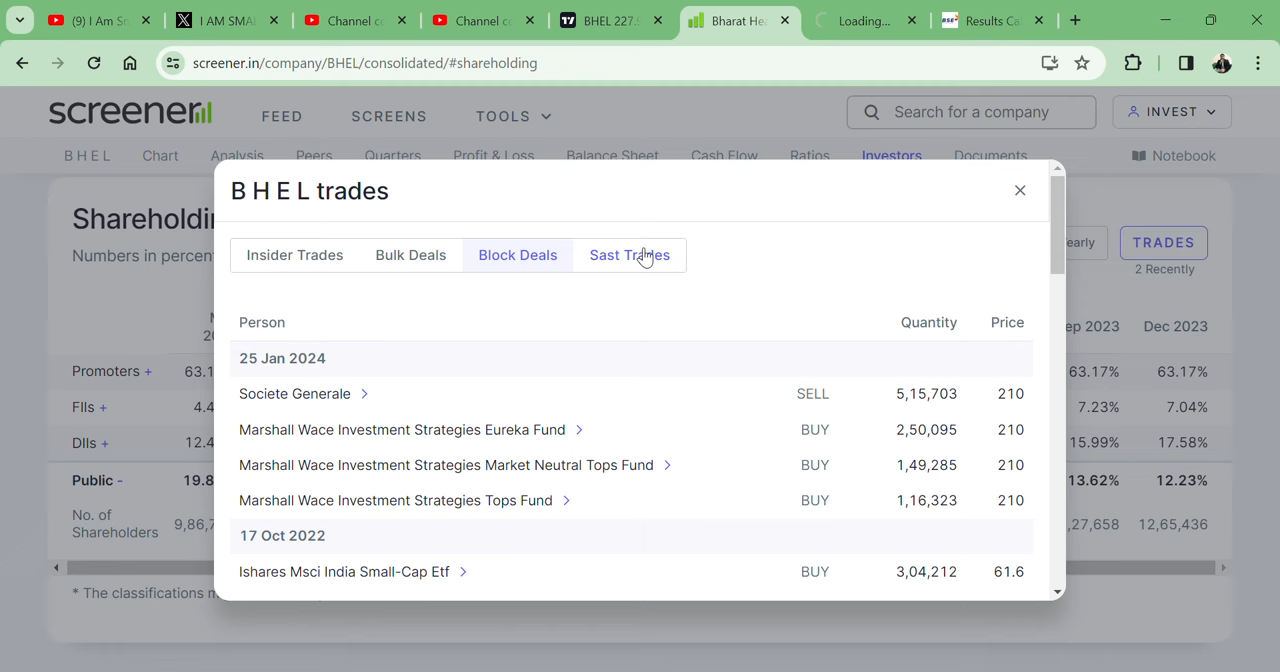 (9) I Am Sn
I AM SMA
Channel co
Channel co
BHEL 227.
Bharat He
Loading...
BSE
Results Ca
screener.in/company/BHEL/consolidated/#shareholding
screener
FEED
SCREENS
TOOLS
Search for a company
INVEST
B H E L
Chart
Analysis
Peers
Quarters
Profit & Loss
Balance Sheet
Cash Flow
Ratios
Investors
Documents
Notebook
B H E L trades
Shareholdi
Numbers in percen
early
TRADES
2 Recently
Insider Trades
Bulk Deals
Block Deals
Sast Trades
Person Quantity Price
ep 2023 Dec 2023
25 Jan 2024
Promoters + 63.1
63.17% 63.17%
Societe Generale > SELL 5,15,703 210
FIIs + 4.4
7.23% 7.04%
Marshall Wace Investment Strategies Eureka Fund > BUY 2,50,095 210
DIIs + 12.4
15.99% 17.58%
Marshall Wace Investment Strategies Market Neutral Tops Fund > BUY 1,49,285 210
Public - 19.8
13.62% 12.23%
Marshall Wace Investment Strategies Tops Fund > BUY 1,16,323 210
No. of
Shareholders 9,86,7
,27,658 12,65,436
17 Oct 2022
Ishares Msci India Small-Cap Etf > BUY 3,04,212 61.6
* The classifications m